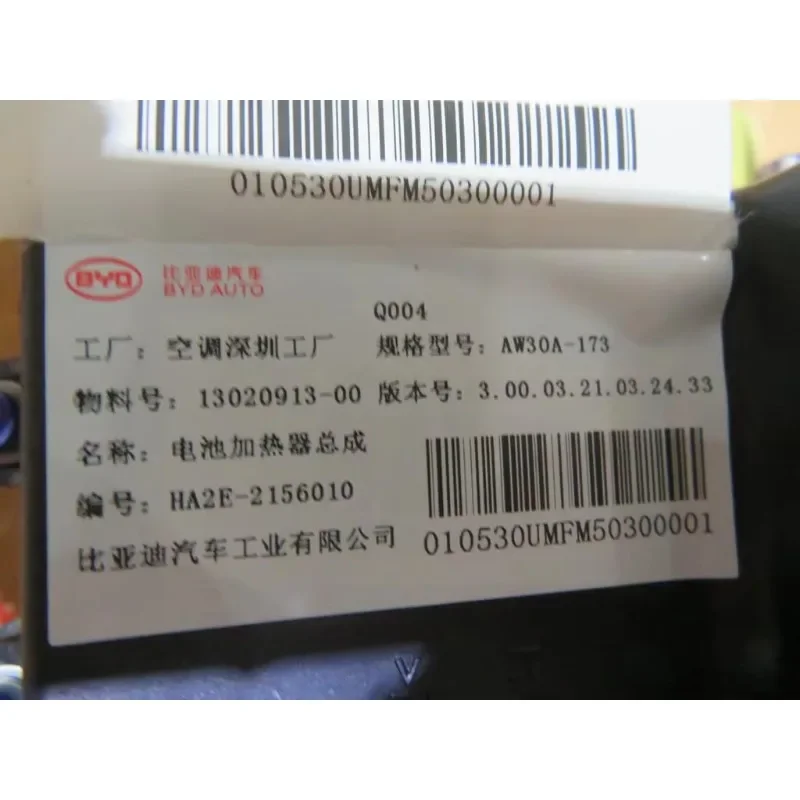 010530UMFM50300001
BYD 比亚迪汽车
BYD AUTO
Q004
工厂：空调深圳工厂 规格型号：AW30A-173
物料号：13020913-00 版本号：3.00.03.21.03.24.33
名称：电池加热器总成
编号：HA2E-2156010
比亚迪汽车工业有限公司 010530UMFM50300001
V T